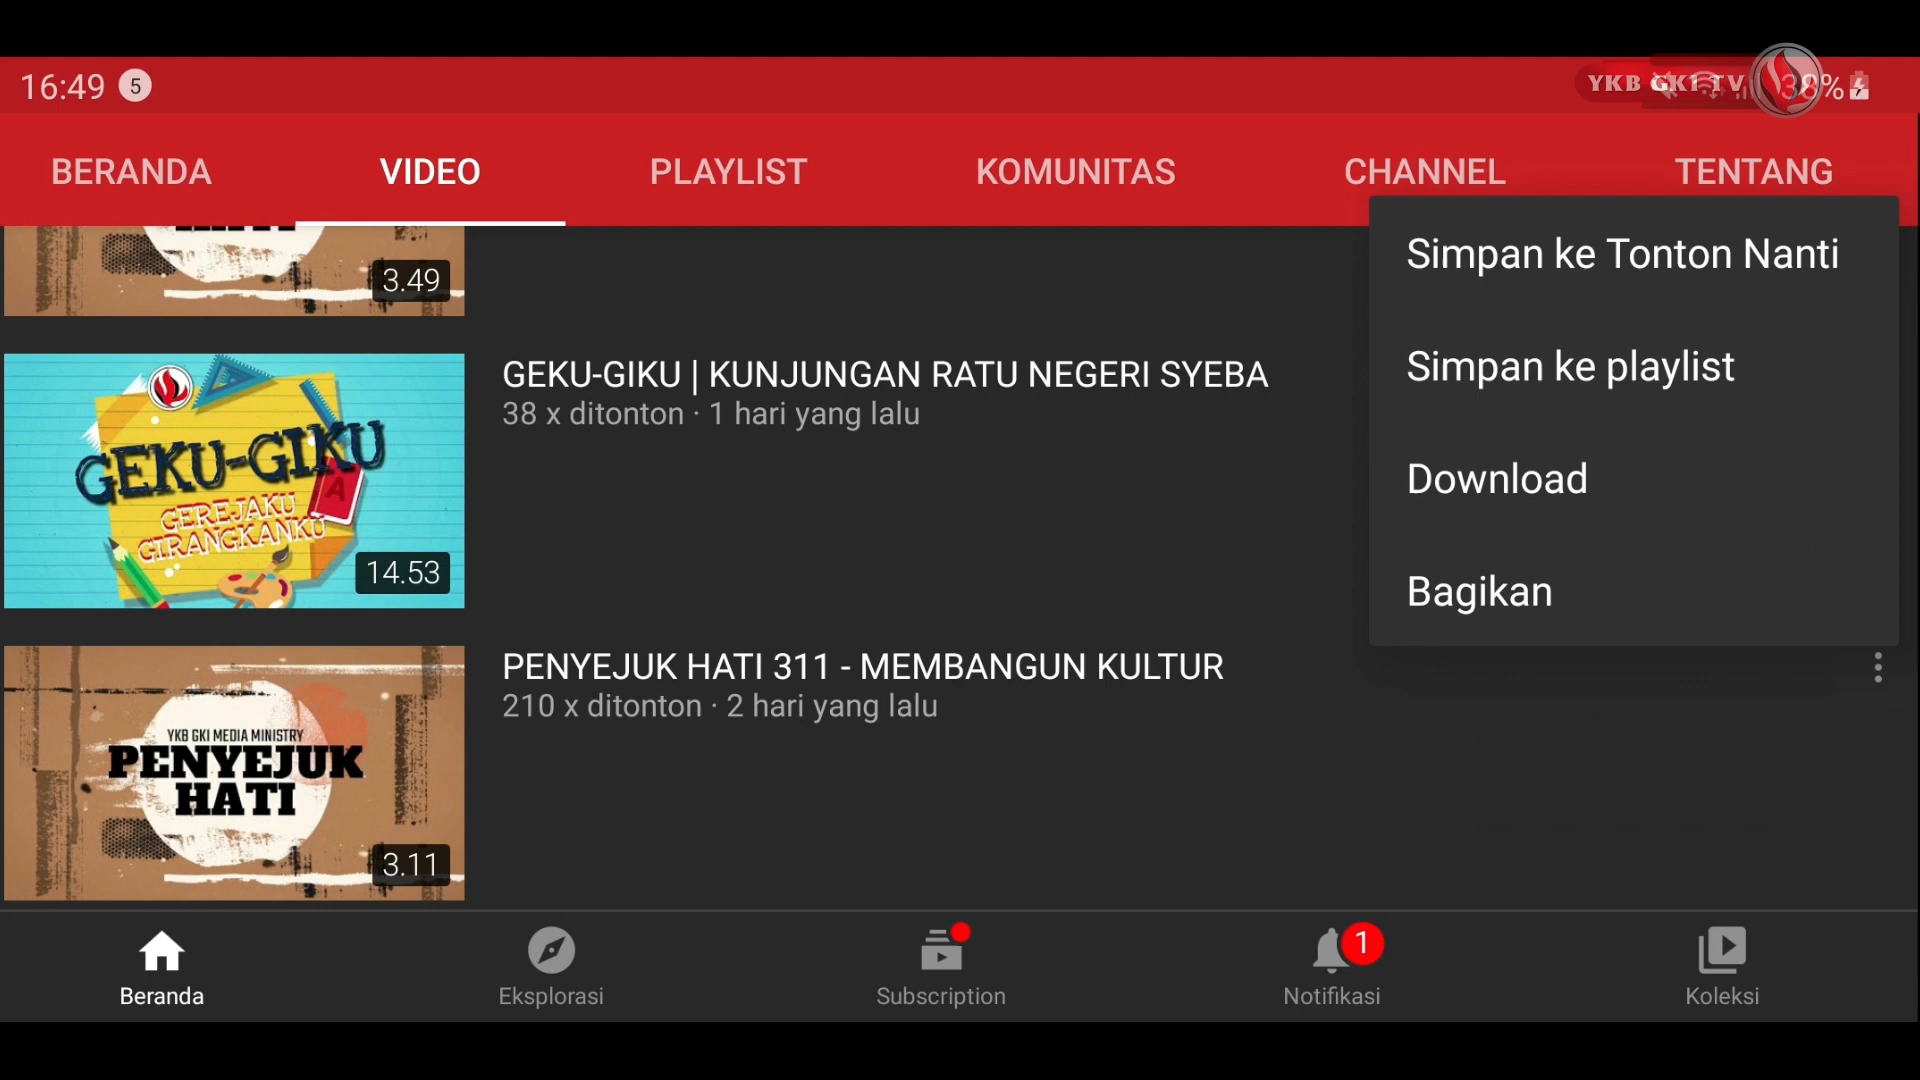 16:49 5
YKB GKI TV
38%
BERANDA VIDEO PLAYLIST KOMUNITAS CHANNEL TENTANG
3.49
GEKU-GIKU | KUNJUNGAN RATU NEGERI SYEBA
38 x ditonton · 1 hari yang lalu
GEKU-GIKU
GEREJAKU
GIRANGKANKU
A
14.53
Simpan ke Tonton Nanti
Simpan ke playlist
Download
Bagikan
PENYEJUK HATI 311 - MEMBANGUN KULTUR
210 x ditonton · 2 hari yang lalu
YKB GKI MEDIA MINISTRY
PENYEJUK
HATI
3.11
1
Beranda Eksplorasi Subscription Notifikasi Koleksi